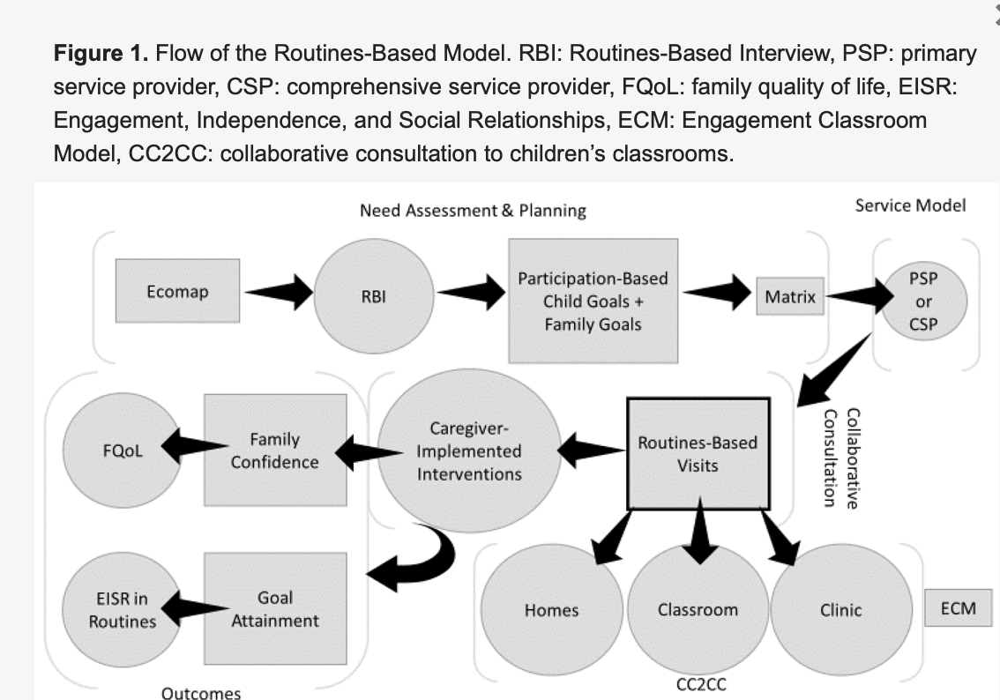 Figure 1. Flow of the Routines-Based Model. RBI: Routines-Based Interview, PSP: primary
service provider, CSP: comprehensive service provider, FQoL: family quality of life, EISR:
Engagement, Independence, and Social Relationships, ECM: Engagement Classroom
Model, CC2CC: collaborative consultation to children’s classrooms.
Need Assessment & Planning
Service Model
Ecomap
RBI
Participation-Based
Child Goals +
Family Goals
Matrix
PSP
or
CSP
Collaborative
Consultation
Routines-Based
Visits
Caregiver-
Implemented
Interventions
Family
Confidence
FQoL
Goal
Attainment
EISR in
Routines
Outcomes
Homes
Classroom
Clinic
ECM
CC2CC